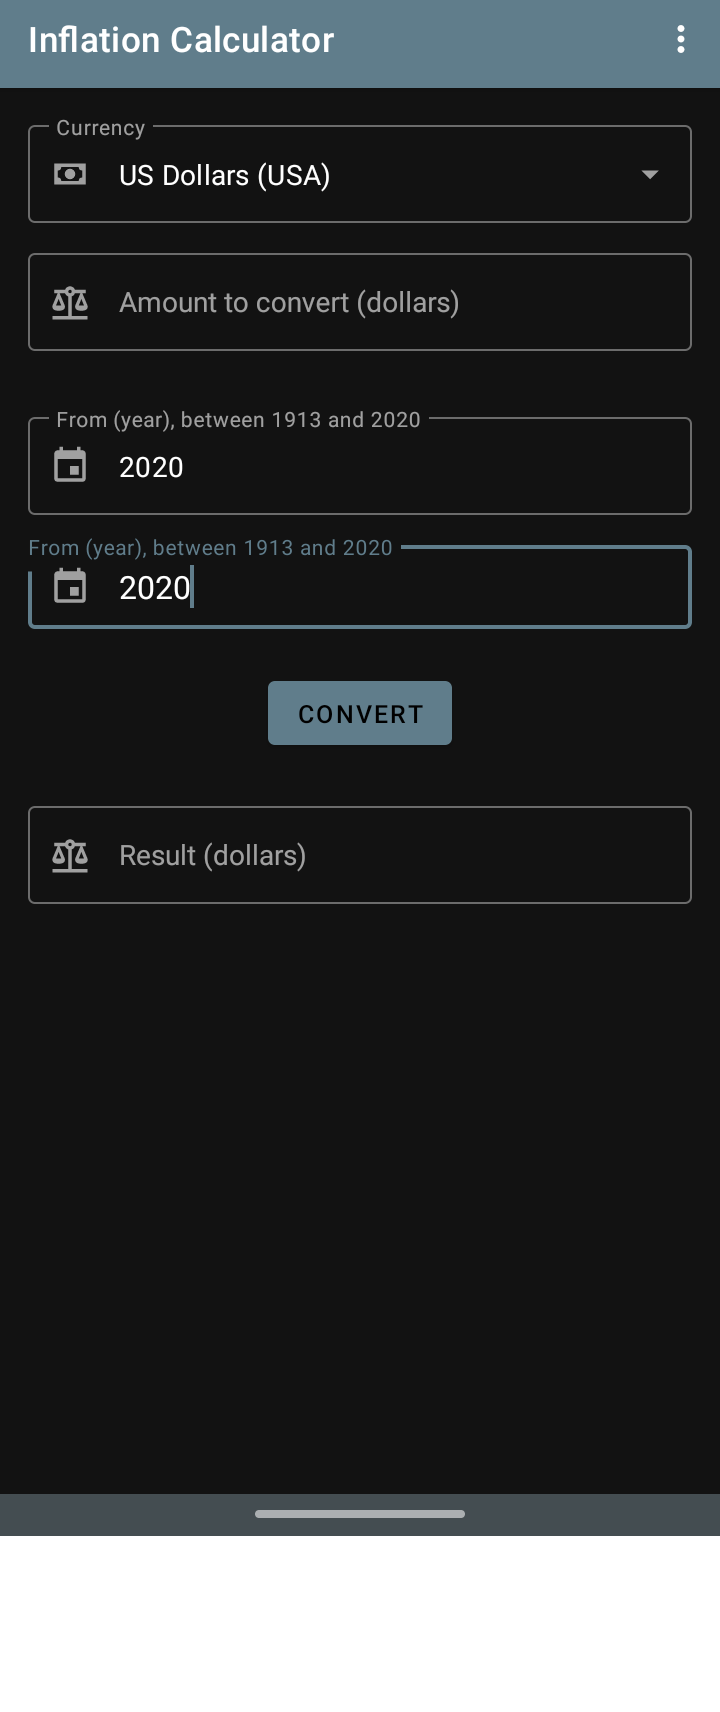 Inflation Calculator
Currency
US Dollars (USA)
Amount to convert (dollars)
From (year), between 1913 and 2020
2020
From (year), between 1913 and 2020
2020
CONVERT
Result (dollars)